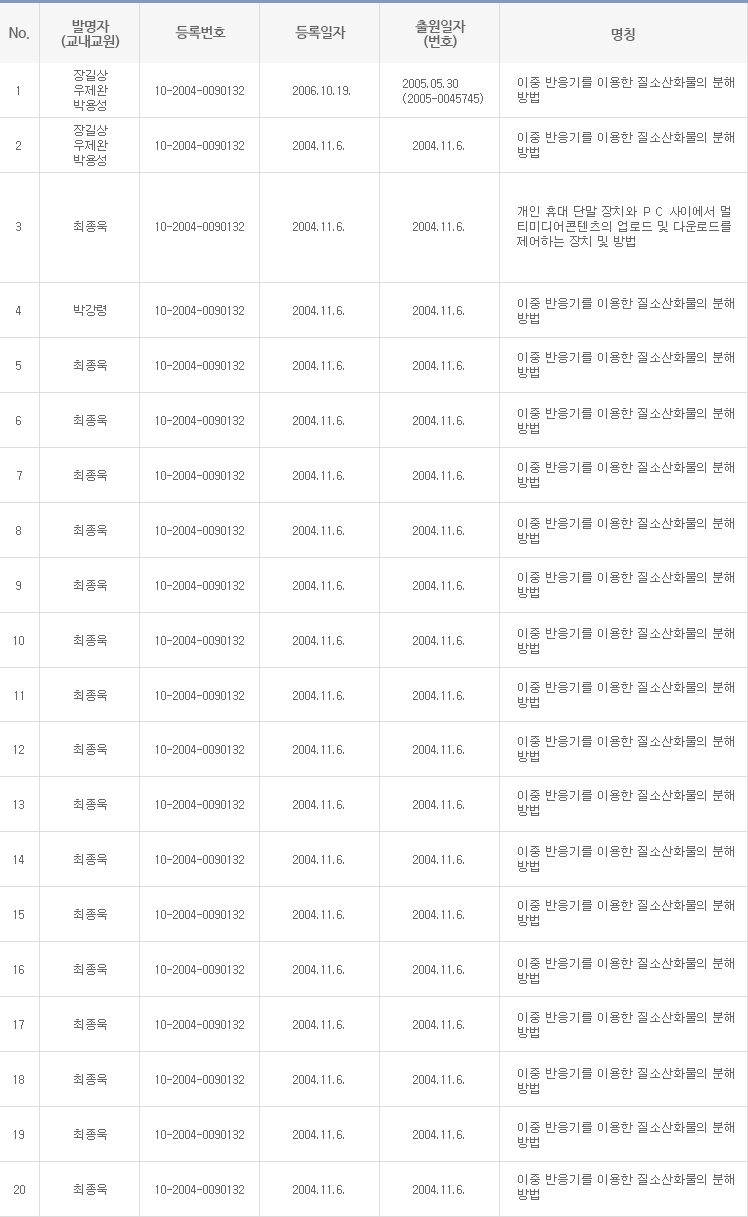 No. 발명자 (교내교원) 등록번호 등록일자 출원일자 (번호) 명칭
1 장길상 우제완 박용성 10-2004-0090132 2006.10.19. 2005.05.30 (2005-0045745) 이중 반응기를 이용한 질소산화물의 분해 방법
2 장길상 우제완 박용성 10-2004-0090132 2004.11.6. 2004.11.6. 이중 반응기를 이용한 질소산화물의 분해 방법
3 최종욱 10-2004-0090132 2004.11.6. 2004.11.6. 개인 휴대 단말 장치와 P C 사이에서 멀티미디어콘텐츠의 업로드 및 다운로드를 제어하는 장치 및 방법
4 박강령 10-2004-0090132 2004.11.6. 2004.11.6. 이중 반응기를 이용한 질소산화물의 분해 방법
5 최종욱 10-2004-0090132 2004.11.6. 2004.11.6. 이중 반응기를 이용한 질소산화물의 분해 방법
6 최종욱 10-2004-0090132 2004.11.6. 2004.11.6. 이중 반응기를 이용한 질소산화물의 분해 방법
7 최종욱 10-2004-0090132 2004.11.6. 2004.11.6. 이중 반응기를 이용한 질소산화물의 분해 방법
8 최종욱 10-2004-0090132 2004.11.6. 2004.11.6. 이중 반응기를 이용한 질소산화물의 분해 방법
9 최종욱 10-2004-0090132 2004.11.6. 2004.11.6. 이중 반응기를 이용한 질소산화물의 분해 방법
10 최종욱 10-2004-0090132 2004.11.6. 2004.11.6. 이중 반응기를 이용한 질소산화물의 분해 방법
11 최종욱 10-2004-0090132 2004.11.6. 2004.11.6. 이중 반응기를 이용한 질소산화물의 분해 방법
12 최종욱 10-2004-0090132 2004.11.6. 2004.11.6. 이중 반응기를 이용한 질소산화물의 분해 방법
13 최종욱 10-2004-0090132 2004.11.6. 2004.11.6. 이중 반응기를 이용한 질소산화물의 분해 방법
14 최종욱 10-2004-0090132 2004.11.6. 2004.11.6. 이중 반응기를 이용한 질소산화물의 분해 방법
15 최종욱 10-2004-0090132 2004.11.6. 2004.11.6. 이중 반응기를 이용한 질소산화물의 분해 방법
16 최종욱 10-2004-0090132 2004.11.6. 2004.11.6. 이중 반응기를 이용한 질소산화물의 분해 방법
17 최종욱 10-2004-0090132 2004.11.6. 2004.11.6. 이중 반응기를 이용한 질소산화물의 분해 방법
18 최종욱 10-2004-0090132 2004.11.6. 2004.11.6. 이중 반응기를 이용한 질소산화물의 분해 방법
19 최종욱 10-2004-0090132 2004.11.6. 2004.11.6. 이중 반응기를 이용한 질소산화물의 분해 방법
20 최종욱 10-2004-0090132 2004.11.6. 2004.11.6. 이중 반응기를 이용한 질소산화물의 분해 방법